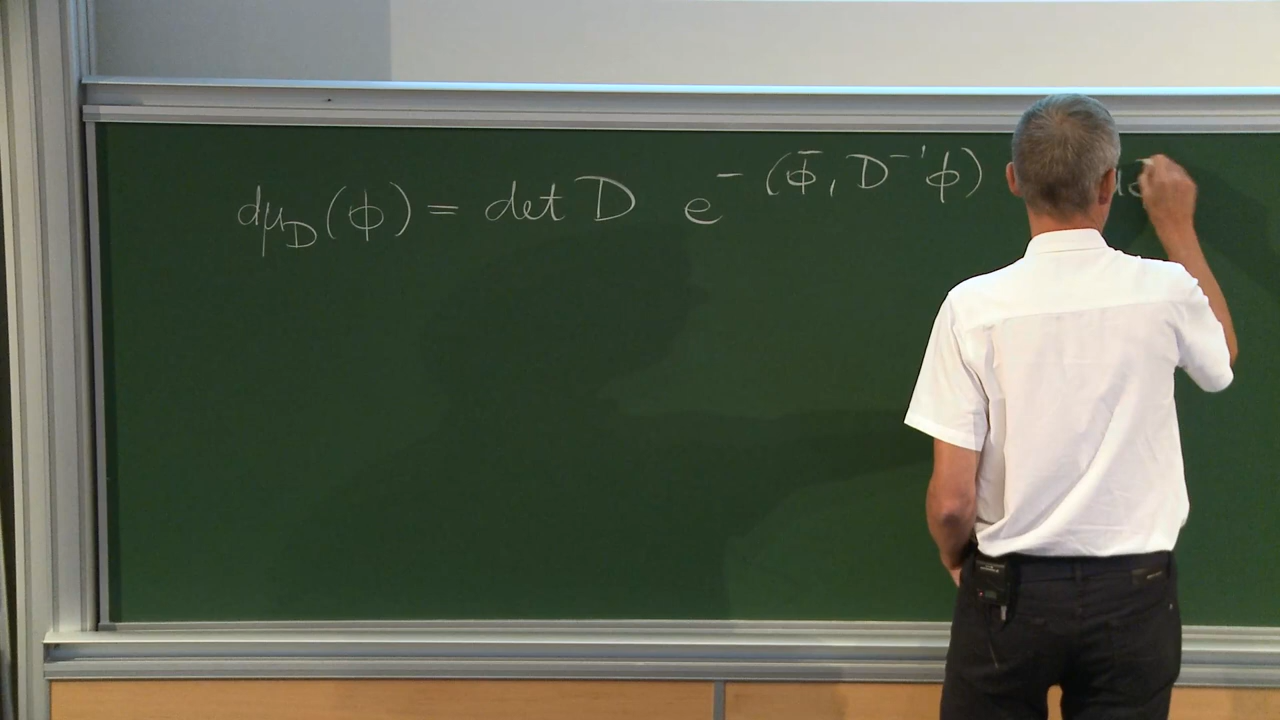 dμ_D(ϕ) = det D e^{-(ϕ̄, D^{-1}ϕ)}